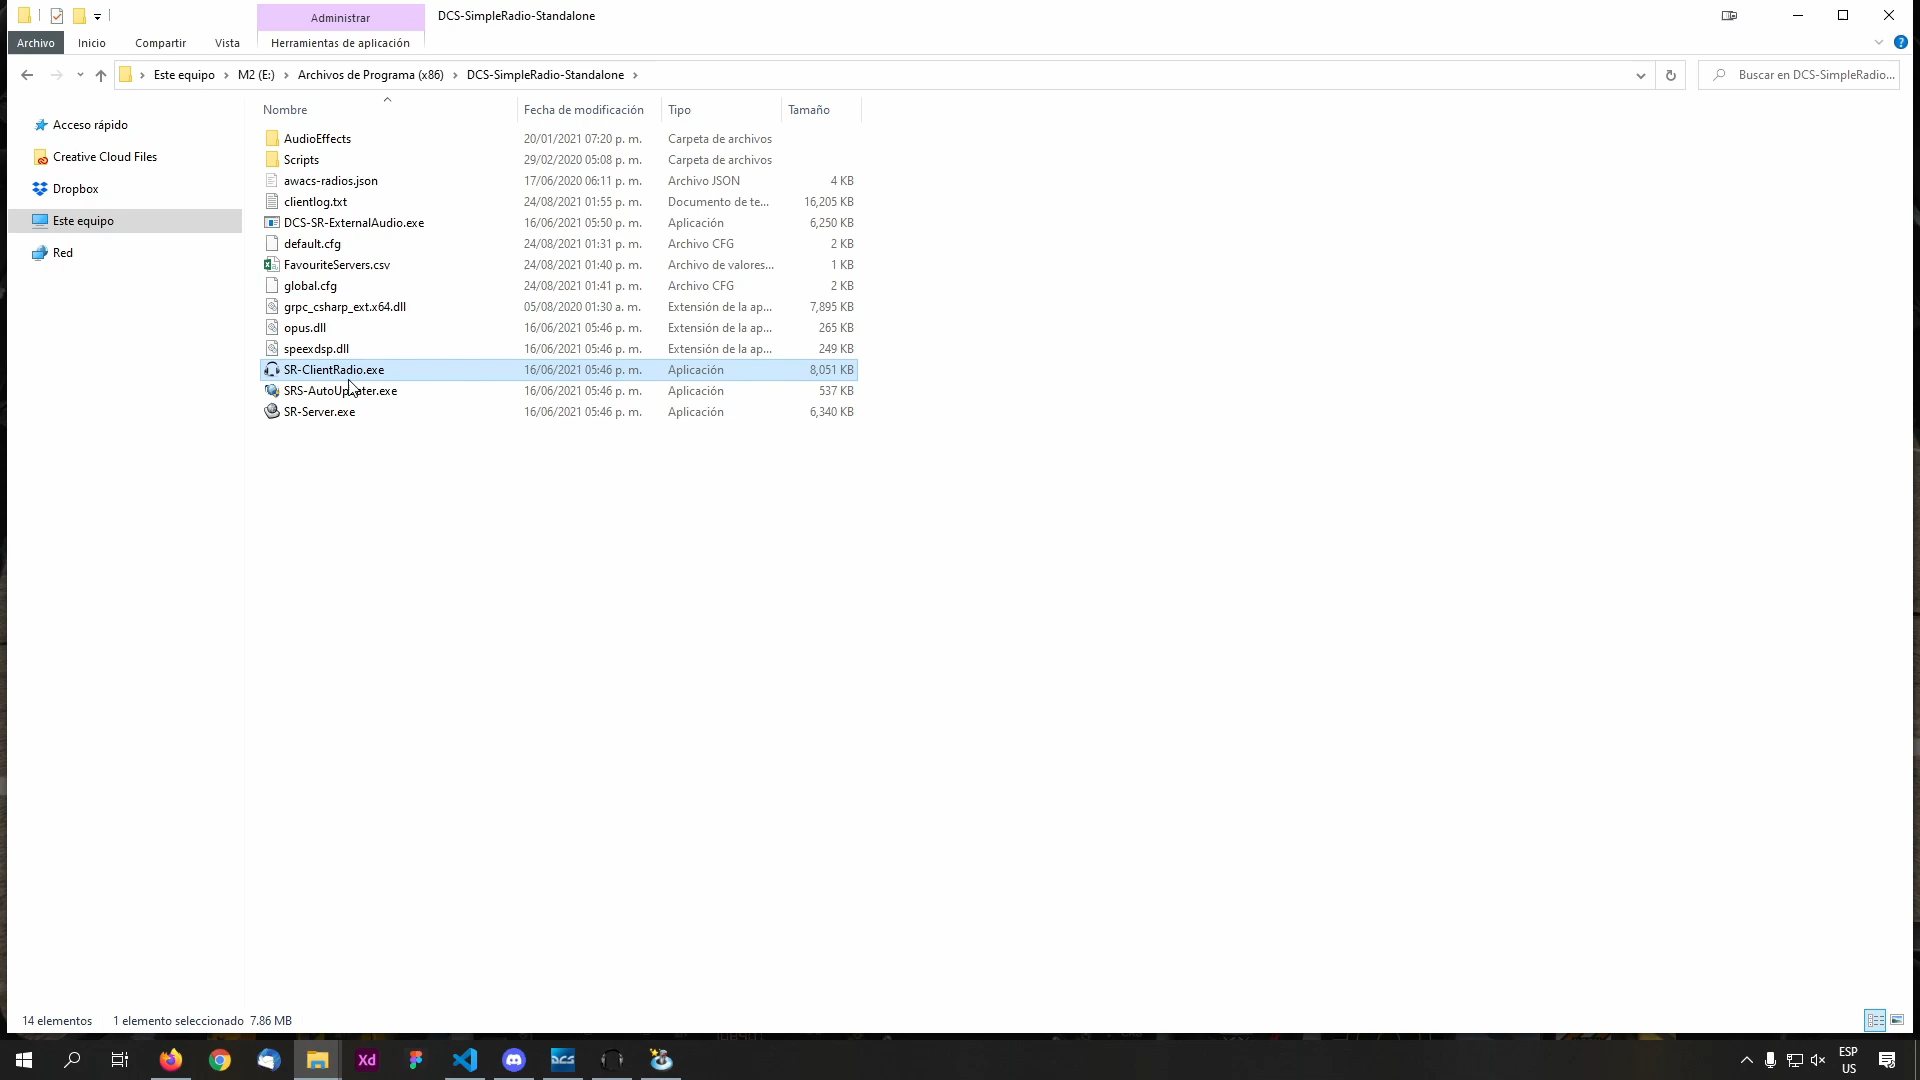 Administrar
DCS-SimpleRadio-Standalone
Archivo Inicio Compartir Vista Herramientas de aplicación
Este equipo M2 (E:) Archivos de Programa (x86) DCS-SimpleRadio-Standalone
Buscar en DCS-SimpleRadio...
Nombre Fecha de modificación Tipo Tamaño
Acceso rápido
Creative Cloud Files
Dropbox
Este equipo
Red
AudioEffects 20/01/2021 07:20 p. m. Carpeta de archivos
Scripts 29/02/2020 05:08 p. m. Carpeta de archivos
awacs-radios.json 17/06/2020 06:11 p. m. Archivo JSON 4 KB
clientlog.txt 24/08/2021 01:55 p. m. Documento de te... 16,205 KB
DCS-SR-ExternalAudio.exe 16/06/2021 05:50 p. m. Aplicación 6,250 KB
default.cfg 24/08/2021 01:31 p. m. Archivo CFG 2 KB
FavouriteServers.csv 24/08/2021 01:40 p. m. Archivo de valores... 1 KB
global.cfg 24/08/2021 01:41 p. m. Archivo CFG 2 KB
grpc_csharp_ext.x64.dll 05/08/2020 01:30 a. m. Extensión de la ap... 7,895 KB
opus.dll 16/06/2021 05:46 p. m. Extensión de la ap... 265 KB
speexdsp.dll 16/06/2021 05:46 p. m. Extensión de la ap... 249 KB
SR-ClientRadio.exe 16/06/2021 05:46 p. m. Aplicación 8,051 KB
SRS-AutoUpdater.exe 16/06/2021 05:46 p. m. Aplicación 537 KB
SR-Server.exe 16/06/2021 05:46 p. m. Aplicación 6,340 KB
14 elementos 1 elemento seleccionado 7.86 MB
Xd
DCS
ESP
US